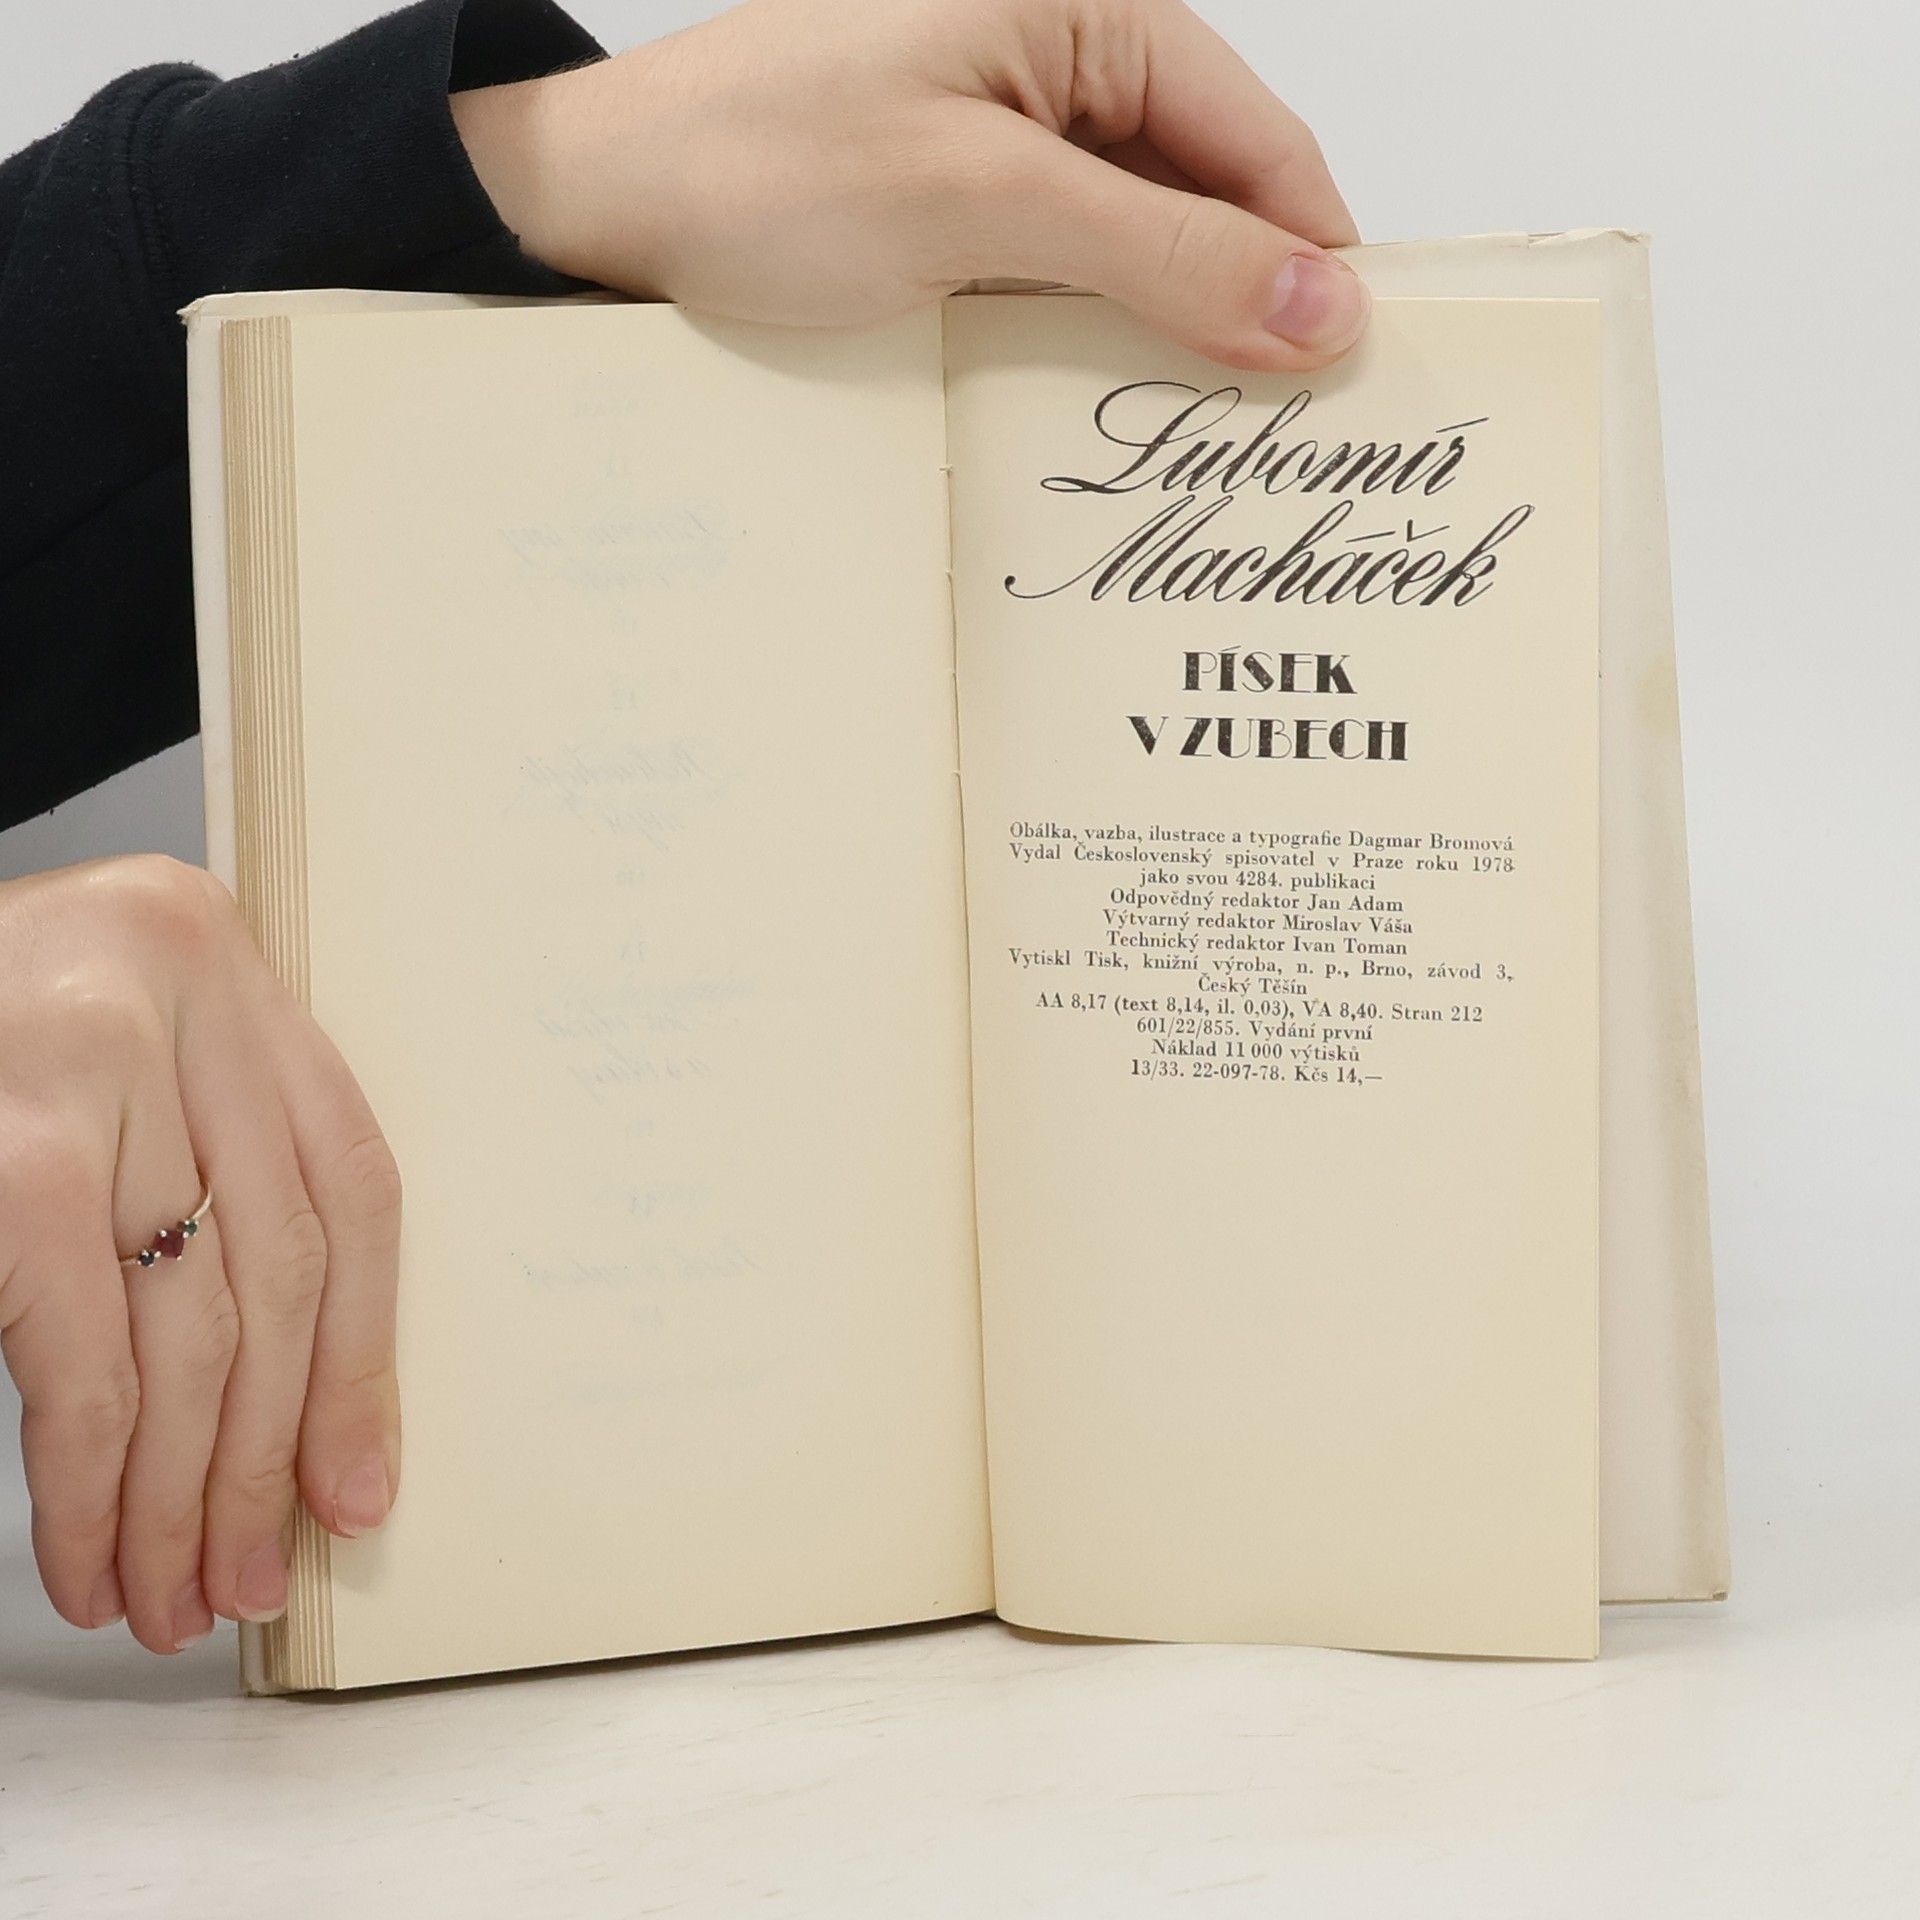 Lubomír
Macháček
PÍSEK
V ZUBECH
Obálka, vazba, ilustrace a typografie Dagmar Bromová
Vydal Československý spisovatel v Praze roku 1978
jako svou 4284. publikaci
Odpovědný redaktor Jan Adam
Výtvarný redaktor Miroslav Váša
Technický redaktor Ivan Toman
Vytiskl Tisk, knižní výroba, n. p., Brno, závod 3,
Český Těšín
AA 8,17 (text 8,14, il. 0,03), VA 8,40. Stran 212
601/22/855. Vydání první
Náklad 11 000 výtisků
13/33. 22-097-78. Kčs 14,—